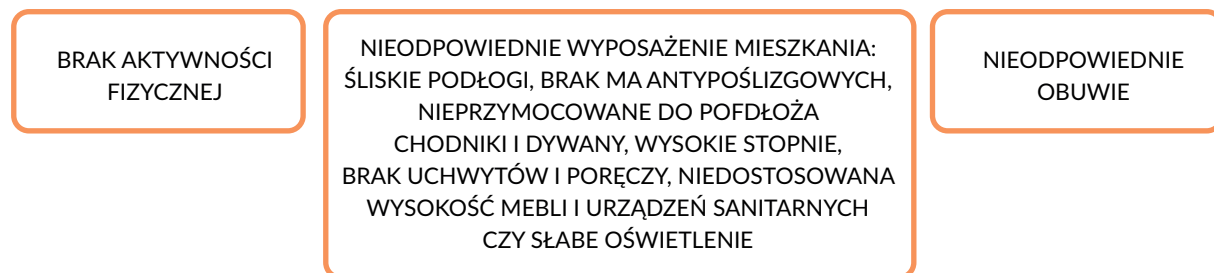 BRAK AKTYWNOŚCI
FIZYCZNEJ
NIEODPOWIEDNIE WYPOSAŻENIE MIESZKANIA:
ŚLISKIE PODŁOGI, BRAK MA ANTYPOŚLIZGOWYCH,
NIEPRZYMOCOWANE DO POFDŁOŻA
CHODNIKI I DYWANY, WYSOKIE STOPNIE,
BRAK UCHWYTÓW I PORĘCZY, NIEDOSTOSOWANA
WYSOKOŚĆ MEBLI I URZĄDZEŃ SANITARNYCH
CZY SŁABE OŚWIETLENIE
NIEODPOWIEDNIE
OBUWIE